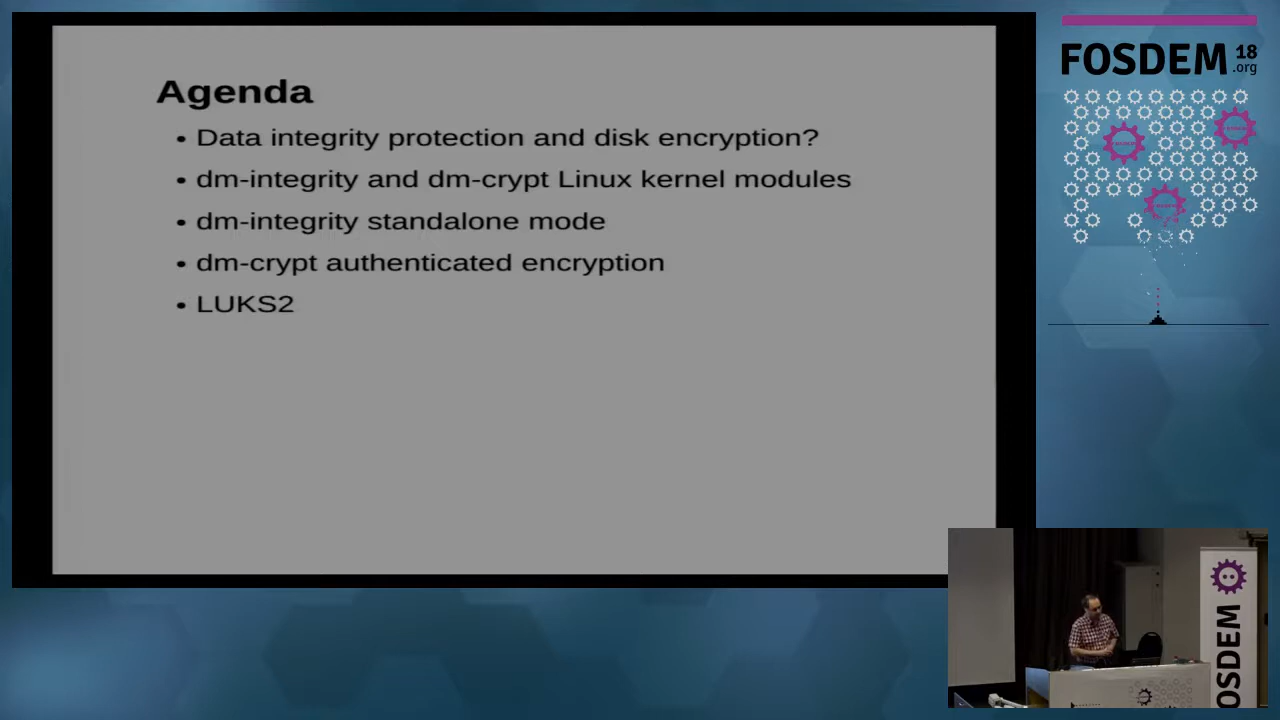 Agenda
• Data integrity protection and disk encryption?
• dm-integrity and dm-crypt Linux kernel modules
• dm-integrity standalone mode
• dm-crypt authenticated encryption
• LUKS2
FOSDEM 18
.org
FOSDEM